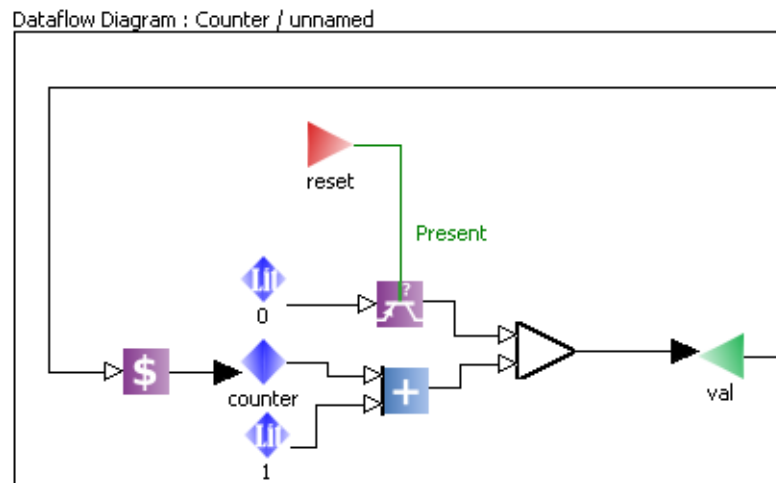 Dataflow Diagram : Counter / unnamed
reset
Present
Lit
?
0
$
counter
+
Lit
1
val